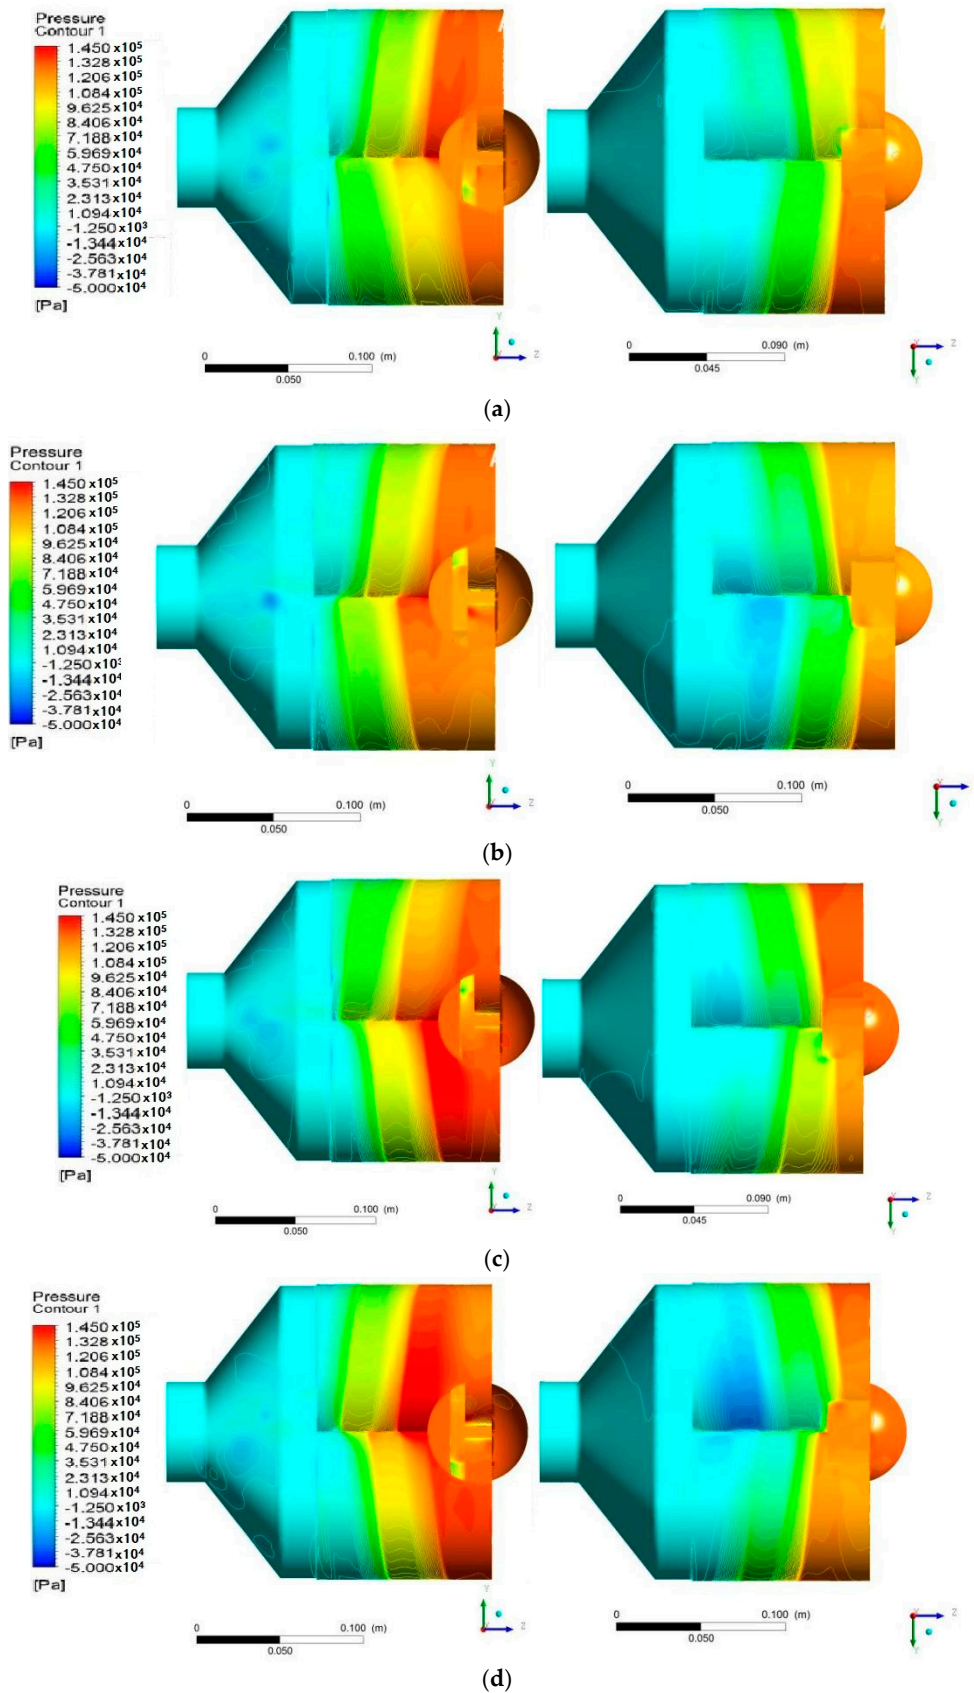 Pressure
Contour 1
1.450 x10⁵
1.328 x10⁵
1.206 x10⁵
1.084 x10⁵
9.625 x10⁴
8.406 x10⁴
7.188 x10⁴
5.969 x10⁴
4.750 x10⁴
3.531 x10⁴
2.313 x10⁴
1.094 x10⁴
-1.250 x10³
-1.344 x10⁴
-2.563 x10⁴
-3.781 x10⁴
-5.000 x10⁴
[Pa]
0 0.100 (m)
0.050
Y
Z
0 0.090 (m)
0.045
X
Z
Y
(a)
Pressure
Contour 1
1.450 x10⁵
1.328 x10⁵
1.206 x10⁵
1.084 x10⁵
9.625 x10⁴
8.406 x10⁴
7.188 x10⁴
5.969 x10⁴
4.750 x10⁴
3.531 x10⁴
2.313 x10⁴
1.094 x10⁴
-1.250 x10³
-1.344 x10⁴
-2.563 x10⁴
-3.781 x10⁴
-5.000 x10⁴
[Pa]
0 0.100 (m)
0.050
Y
X
Z
0 0.100 (m)
0.050
X
Y
(b)
Pressure
Contour 1
1.450 x10⁵
1.328 x10⁵
1.206 x10⁵
1.084 x10⁵
9.625 x10⁴
8.406 x10⁴
7.188 x10⁴
5.969 x10⁴
4.750 x10⁴
3.531 x10⁴
2.313 x10⁴
1.094 x10⁴
-1.250 x10³
-1.344 x10⁴
-2.563 x10⁴
-3.781 x10⁴
-5.000 x10⁴
[Pa]
0 0.100 (m)
0.050
Y
X
Z
0 0.090 (m)
0.045
X
Z
Y
(c)
Pressure
Contour 1
1.450 x10⁵
1.328 x10⁵
1.206 x10⁵
1.084 x10⁵
9.625 x10⁴
8.406 x10⁴
7.188 x10⁴
5.969 x10⁴
4.750 x10⁴
3.531 x10⁴
2.313 x10⁴
1.094 x10⁴
-1.250 x10³
-1.344 x10⁴
-2.563 x10⁴
-3.781 x10⁴
-5.000 x10⁴
[Pa]
0 0.100 (m)
0.050
Y
X
Z
0 0.100 (m)
0.050
X
Z
Y
(d)